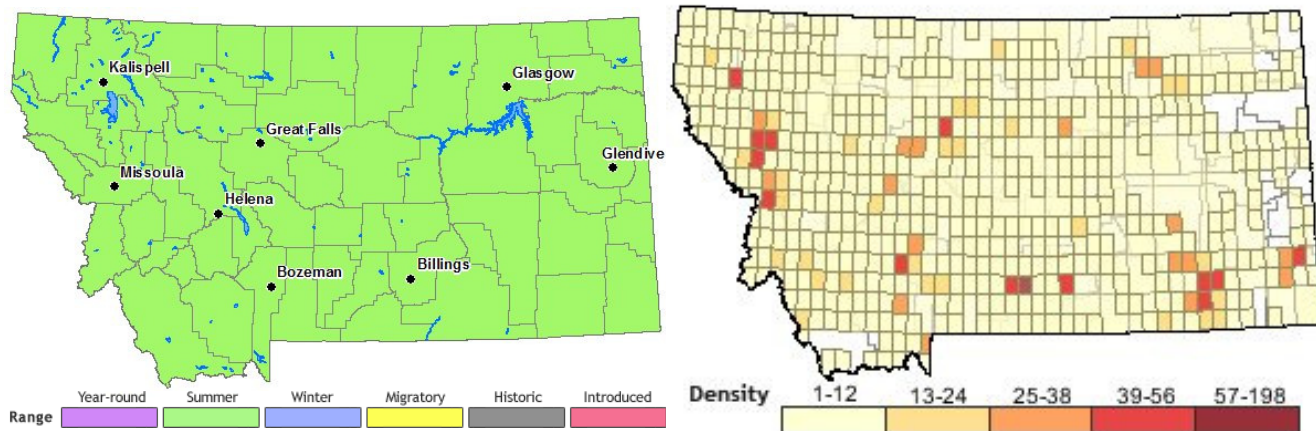 Kalispell
Glasgow
Great Falls
Glendive
Missoula
Helena
Bozeman
Billings
Range Year-round Summer Winter Migratory Historic Introduced
Density 1-12 13-24 25-38 39-56 57-198